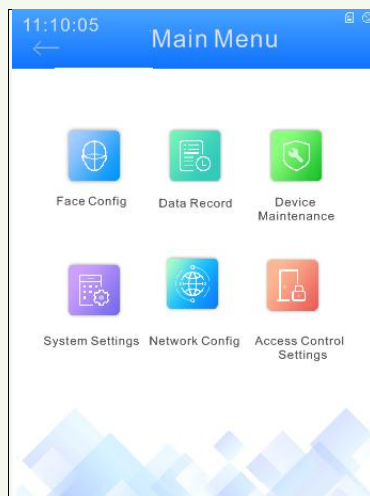 11:10:05
Main Menu
Face Config
Data Record
Device
Maintenance
System Settings
Network Config
Access Control
Settings